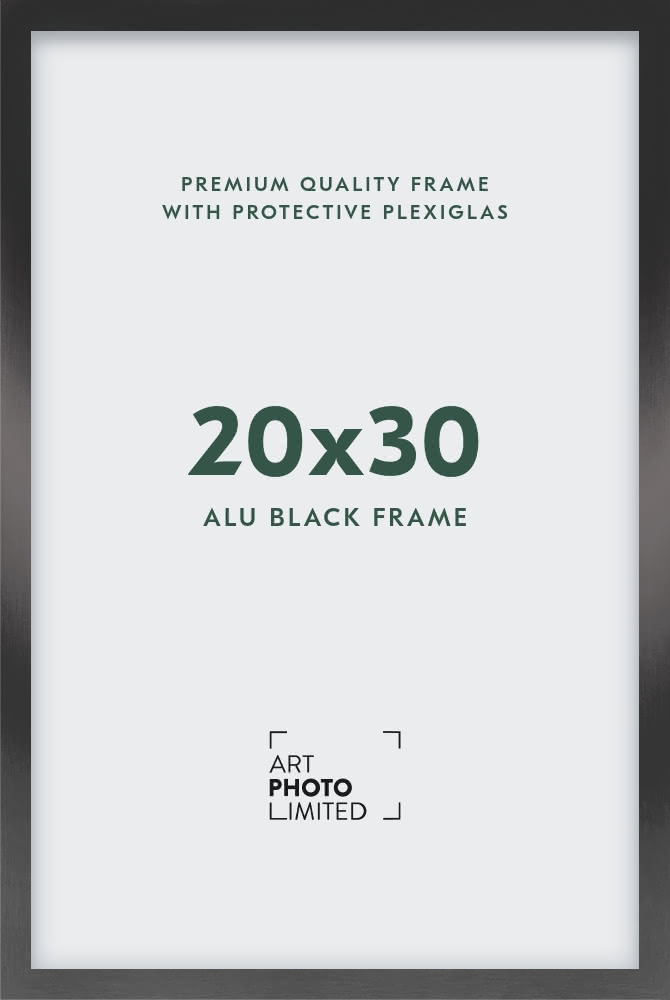 PREMIUM QUALITY FRAME
WITH PROTECTIVE PLEXIGLAS
20x30
ALU BLACK FRAME
ART
PHOTO
LIMITED